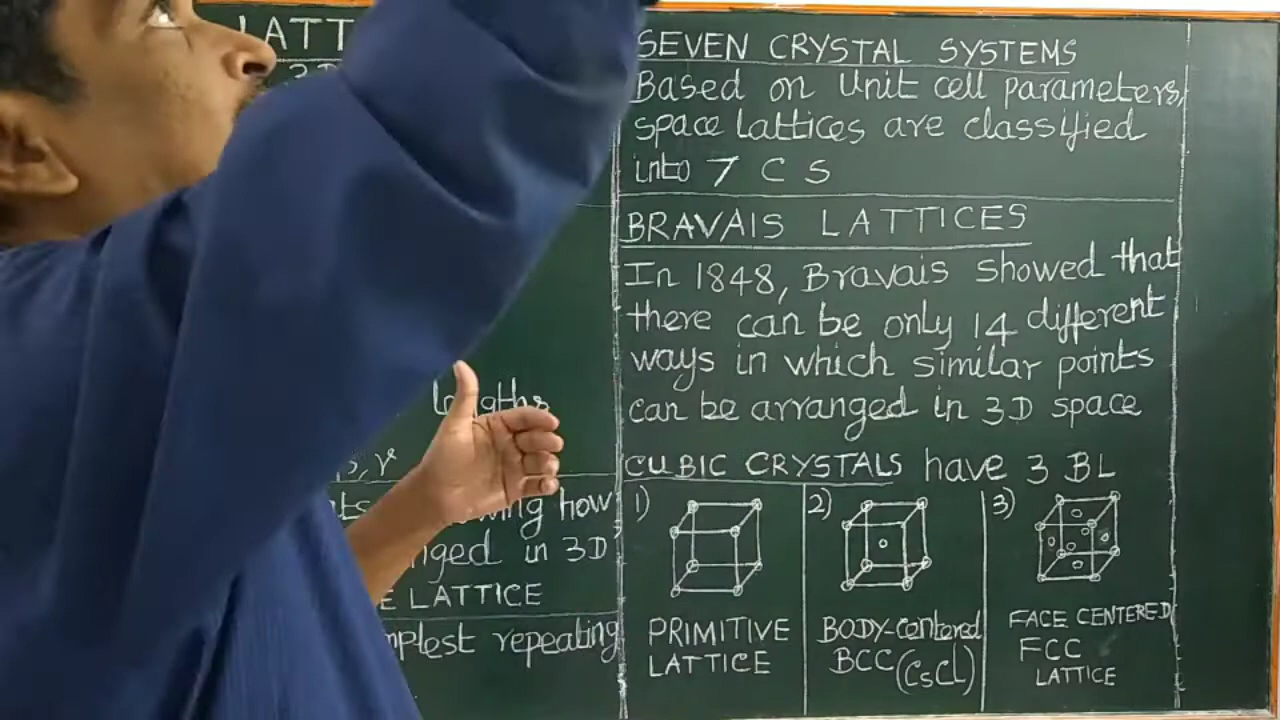 LATT
3D
lengths
γ
showing how
nged in 3D
E LATTICE
mplest repeating
SEVEN CRYSTAL SYSTEMS
Based on Unit cell parameters,
space lattices are classified
into 7 C S
BRAVAIS LATTICES
In 1848, Bravais showed that
there can be only 14 different
ways in which similar points
can be arranged in 3D space
CUBIC CRYSTALS have 3 BL
1)
PRIMITIVE
LATTICE
2)
BODY-centered
BCC (CsCl)
3)
FACE CENTERED
FCC
LATTICE